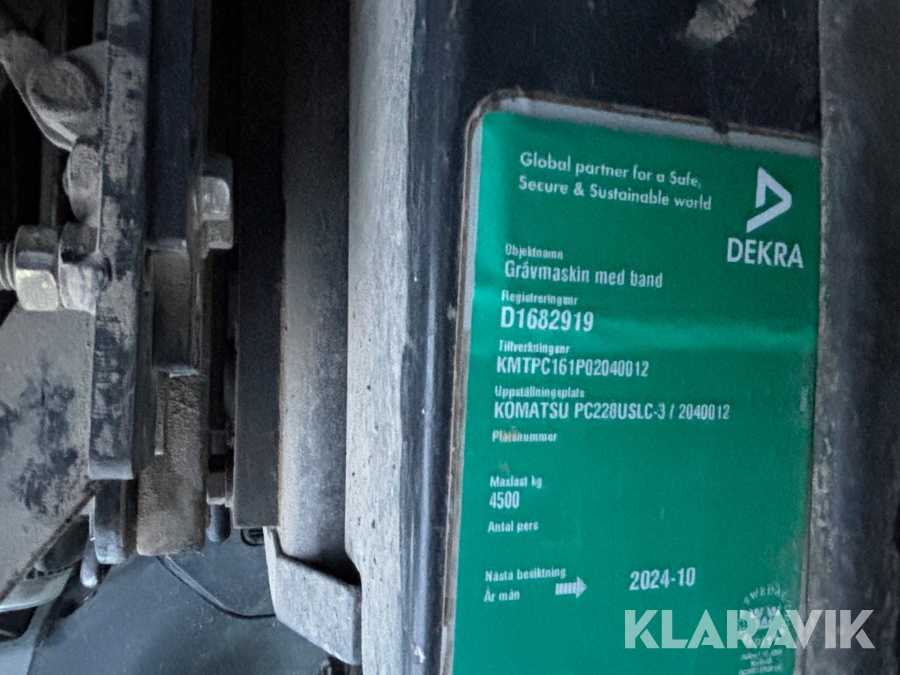 Global partner for a Safe,
Secure & Sustainable world
DEKRA
Objektnamn
Grävmaskin med band
Registreringsnr
D1682919
Tillverkningsnr
KMTPC161P02040012
Uppställningsplats
KOMATSU PC228USLC-3 / 2040012
Platsnummer
Maxlast kg
4500
Antal pers
Nästa besiktning
År mån
2024-10
KLARAVIK